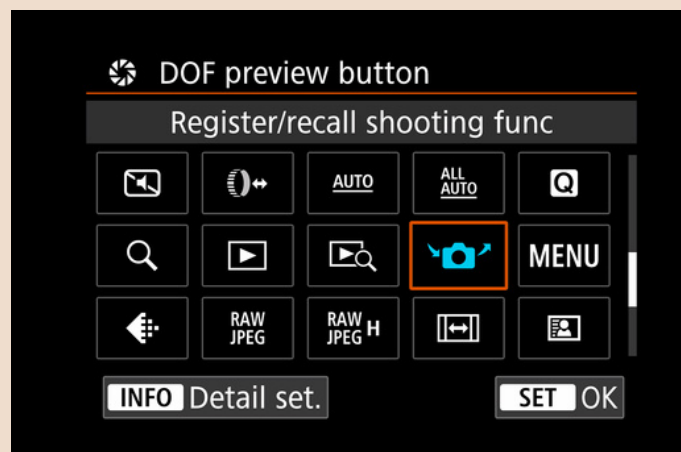 DOF preview button
Register/recall shooting func
AUTO
ALL
AUTO
Q
MENU
RAW
JPEG
RAW
JPEG H
INFO Detail set.
SET OK